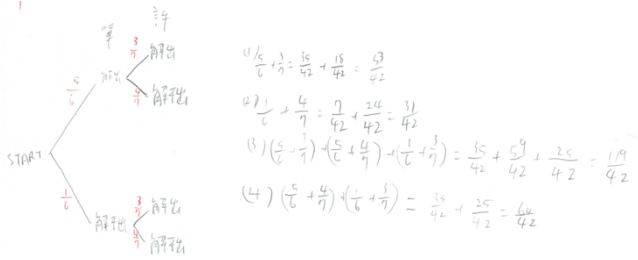 1
單 許
5/6 解出 3/7 解出
4/7 解不出
START
1/6 解不出 3/7 解出
4/7 解不出
(1) 5/6 + 3/7 = 35/42 + 18/42 = 53/42
(2) 1/6 + 4/7 = 7/42 + 24/42 = 31/42
(3) (5/6 + 3/7) + (5/6 + 4/7) + (1/6 + 3/7) = 35/42 + 59/42 + 25/42 = 119/42
(4) (5/6 + 4/7) + (1/6 + 3/7) = 42 + 25/42 = 42